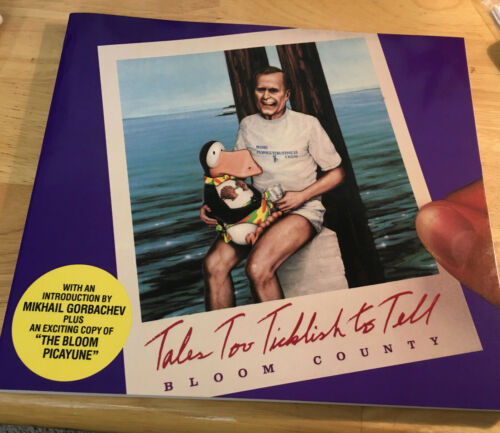 WITH AN
INTRODUCTION BY
MIKHAIL GORBACHEV
PLUS
AN EXCITING COPY OF
"THE BLOOM
PICAYUNE"
Tales Too Ticklish to Tell
BLOOM COUNTY